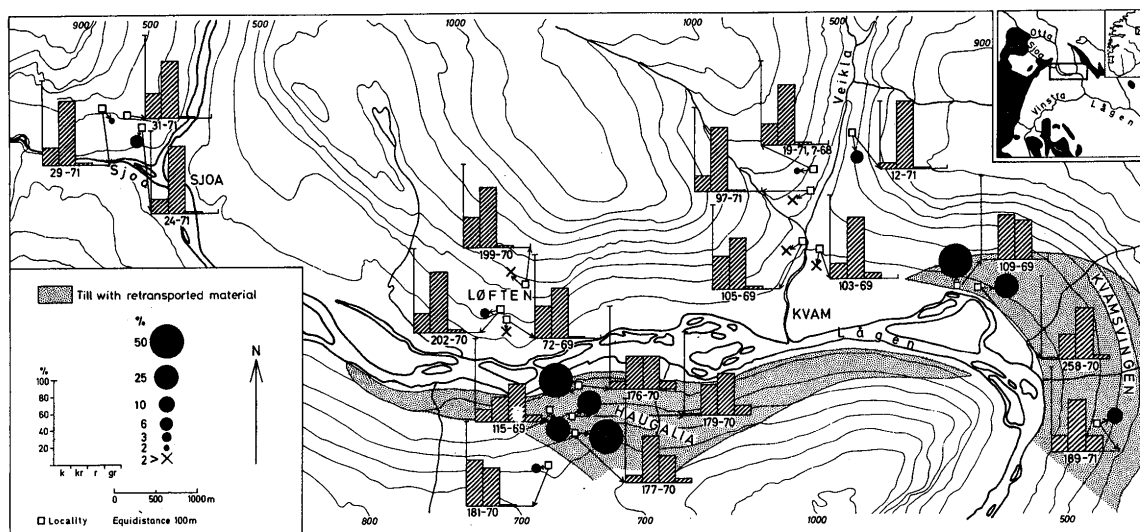 900
500
500
1000
1000
500
900
Otta
Sjoa
Vinstra
Lågen
31-71
29-71
Sjoa
SJOA
24-71
Veikla
19-71, 7-68
12-71
97-71
199-70
LØFTEN
202-70
72-69
105-69
103-69
KVAM
Lågen
109-69
KVAMSVINGEN
258-70
176-70
115-69
HAUGALIA
179-70
189-71
177-70
181-70
Till with retransported material
%
50
25
10
6
3
2
2 >
%
100
80
60
40
20
k kr r gr
N
0 500 1000m
Locality Equidistance 100m
800
700
700
1000
500
500